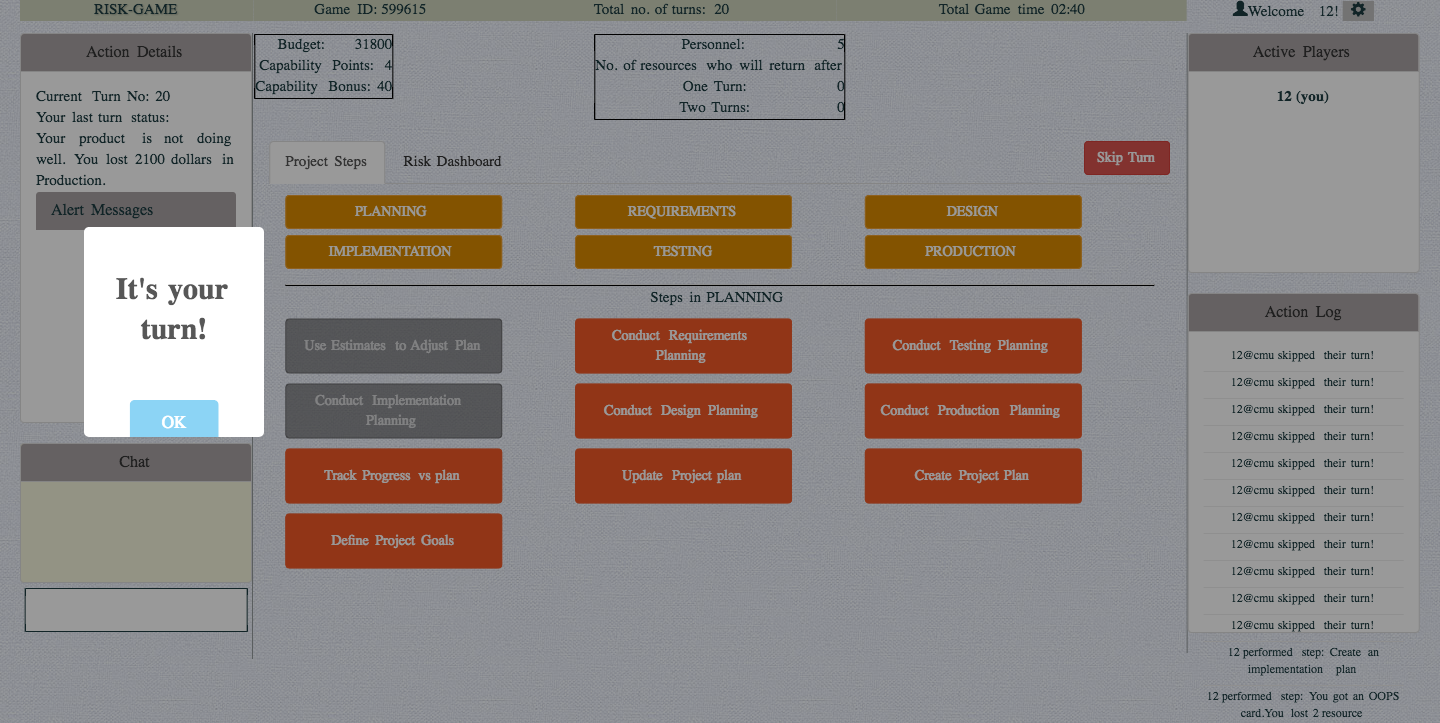 RISK-GAME
Game ID: 599615
Total no. of turns: 20
Total Game time 02:40
Welcome 12!
Action Details
Current Turn No: 20
Your last turn status:
Your product is not doing
well. You lost 2100 dollars in
Production.
Alert Messages
It's your
turn!
OK
Chat
Budget: 31800
Capability Points: 4
Capability Bonus: 40
Personnel: 5
No. of resources who will return after
One Turn: 0
Two Turns: 0
Project Steps
Risk Dashboard
Skip Turn
PLANNING
REQUIREMENTS
DESIGN
IMPLEMENTATION
TESTING
PRODUCTION
Steps in PLANNING
Use Estimates to Adjust Plan
Conduct Requirements
Planning
Conduct Testing Planning
Conduct Implementation
Planning
Conduct Design Planning
Conduct Production Planning
Track Progress vs plan
Update Project plan
Create Project Plan
Define Project Goals
Active Players
12 (you)
Action Log
12@cmu skipped their turn!
12@cmu skipped their turn!
12@cmu skipped their turn!
12@cmu skipped their turn!
12@cmu skipped their turn!
12@cmu skipped their turn!
12@cmu skipped their turn!
12@cmu skipped their turn!
12@cmu skipped their turn!
12@cmu skipped their turn!
12@cmu skipped their turn!
12 performed step: Create an
implementation plan
12 performed step: You got an OOPS
card.You lost 2 resource